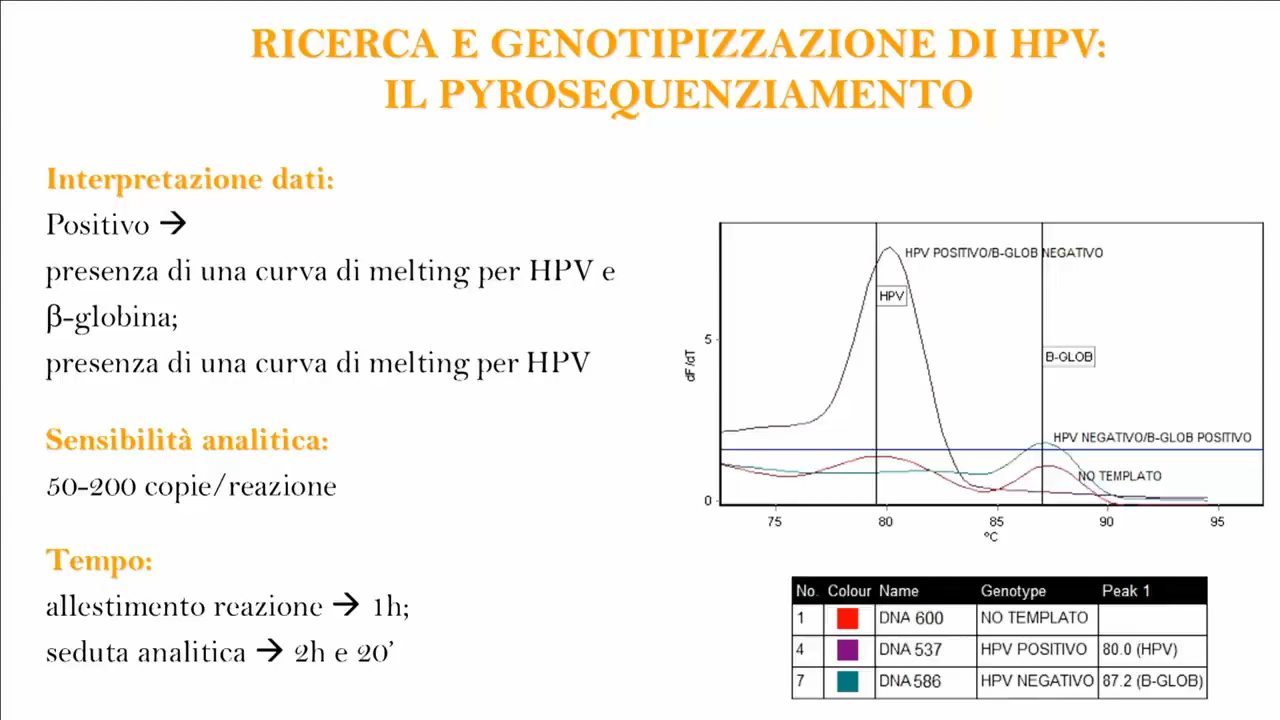 RICERCA E GENOTIPIZZAZIONE DI HPV:
IL PYROSEQUENZIAMENTO
Interpretazione dati:
Positivo →
presenza di una curva di melting per HPV e
β-globina;
presenza di una curva di melting per HPV
Sensibilità analitica:
50-200 copie/reazione
Tempo:
allestimento reazione → 1h;
seduta analitica → 2h e 20’
HPV POSITIVO/B-GLOB NEGATIVO
HPV
5
B-GLOB
dF/dT
HPV NEGATIVO/B-GLOB POSITIVO
NO TEMPLATO
0
75 80 85 90 95
ºC
No. Colour Name Genotype Peak 1
1 DNA 600 NO TEMPLATO
4 DNA 537 HPV POSITIVO 80.0 (HPV)
7 DNA 586 HPV NEGATIVO 87.2 (B-GLOB)